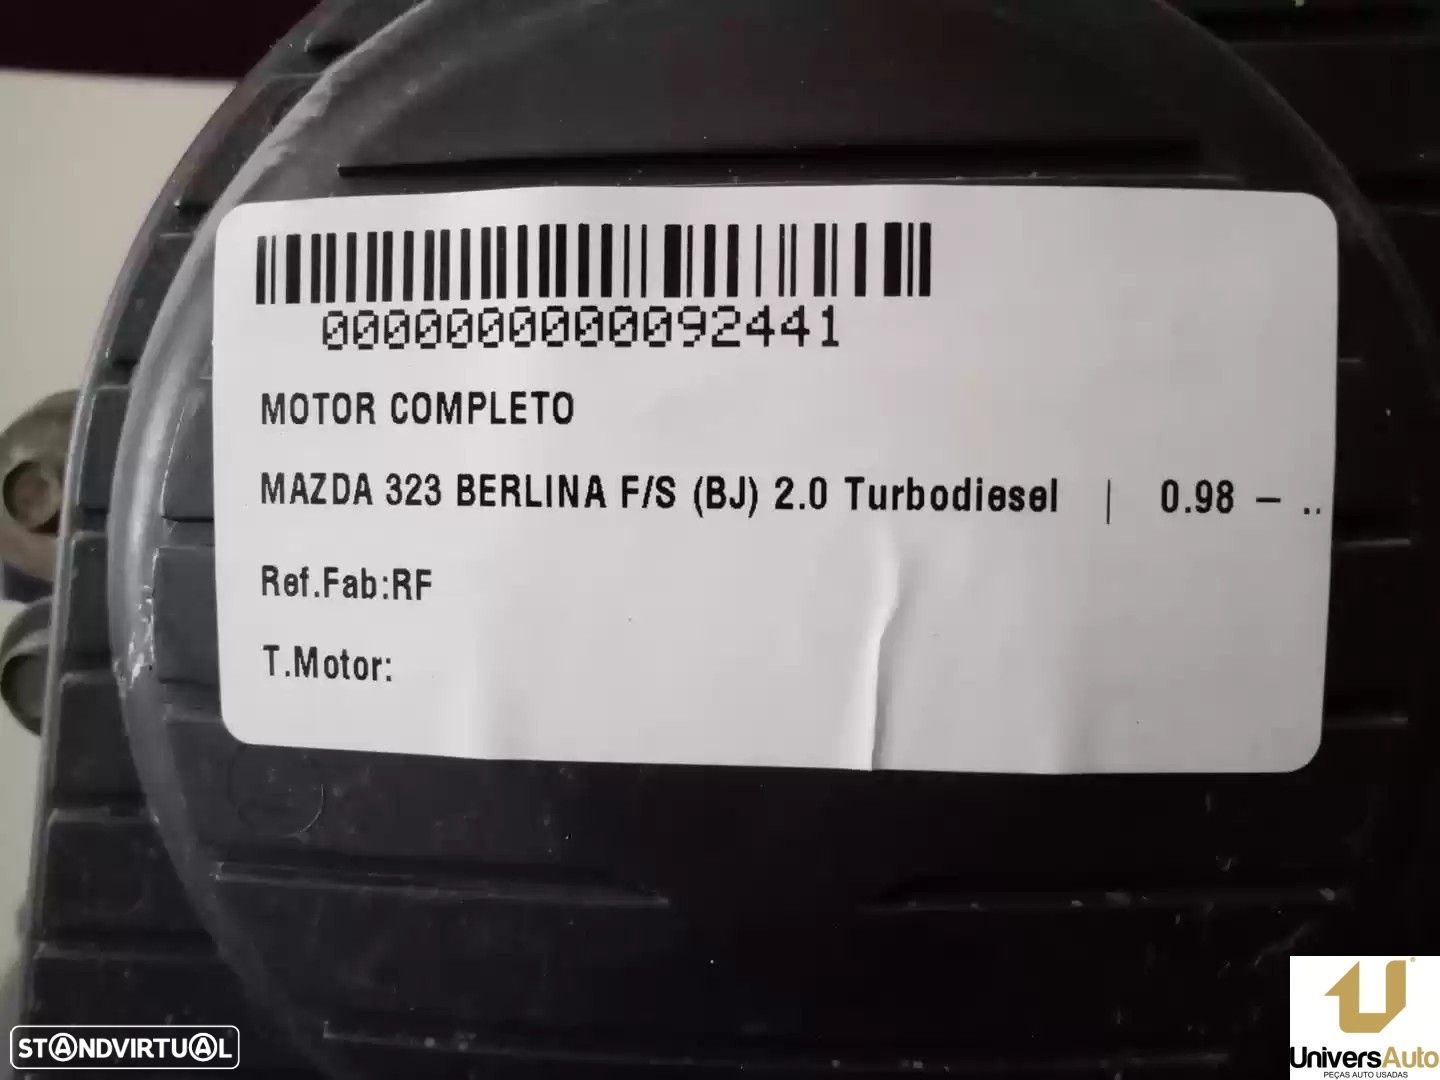 0000000000092441
MOTOR COMPLETO
MAZDA 323 BERLINA F/S (BJ) 2.0 Turbodiesel | 0.98 – ..
Ref.Fab:RF
T.Motor:
STANDVIRTUAL
UniversAuto
PEÇAS AUTO USADAS